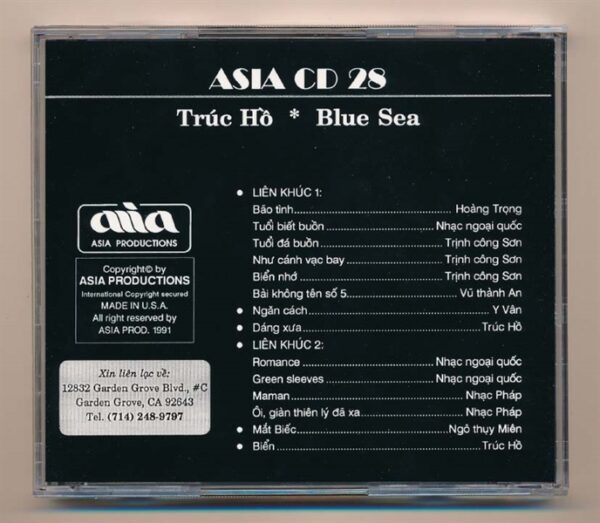 ASIA CD 28
Trúc Hồ * Blue Sea
asia
ASIA PRODUCTIONS
Copyright© by
ASIA PRODUCTIONS
International Copyright secured
MADE IN U.S.A.
All right reserved by
ASIA PROD. 1991
Xin liên lọc về:
12832 Garden Grove Blvd., #C
Garden Grove, CA 92643
Tel. (714) 248-9797
• LIÊN KHÚC 1:
Bão tình Hoàng Trọng
Tuổi biết buồn Nhạc ngoại quốc
Tuổi đá buồn Trịnh công Sơn
Như cánh vạc bay Trịnh công Sơn
Biển nhớ Trịnh công Sơn
Bài không tên số 5 Vũ thành An
• Ngăn cách Y Vân
• Dáng xưa Trúc Hồ
• LIÊN KHÚC 2:
Romance Nhạc ngoại quốc
Green sleeves Nhạc ngoại quốc
Maman Nhạc Pháp
Ôi, giàn thiên lý đã xa Nhạc Pháp
• Mắt Biếc Ngô thụy Miên
• Biển Trúc Hồ